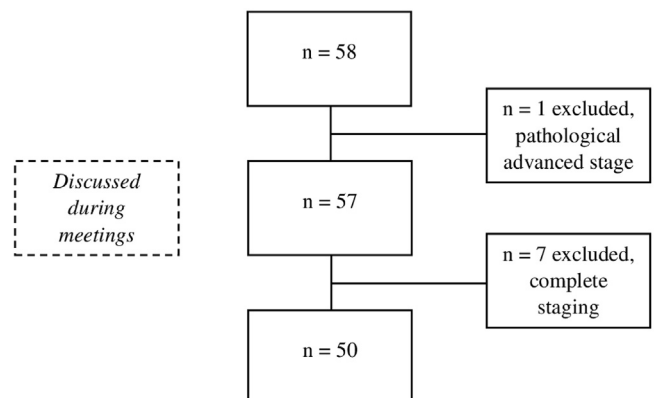 n = 58
n = 1 excluded,
pathological
advanced stage
Discussed
during
meetings
n = 57
n = 7 excluded,
complete
staging
n = 50